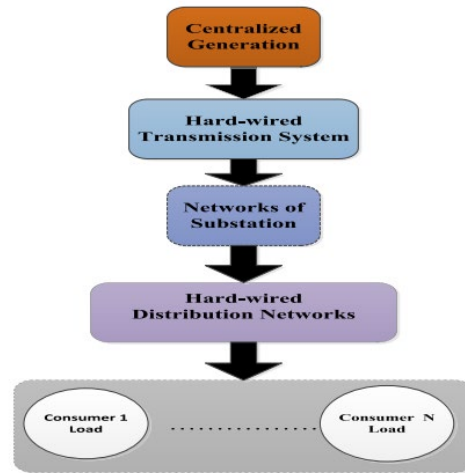 Centralized
Generation
Hard-wired
Transmission System
Networks of
Substation
Hard-wired
Distribution Networks
Consumer 1
Load
..................
Consumer N
Load